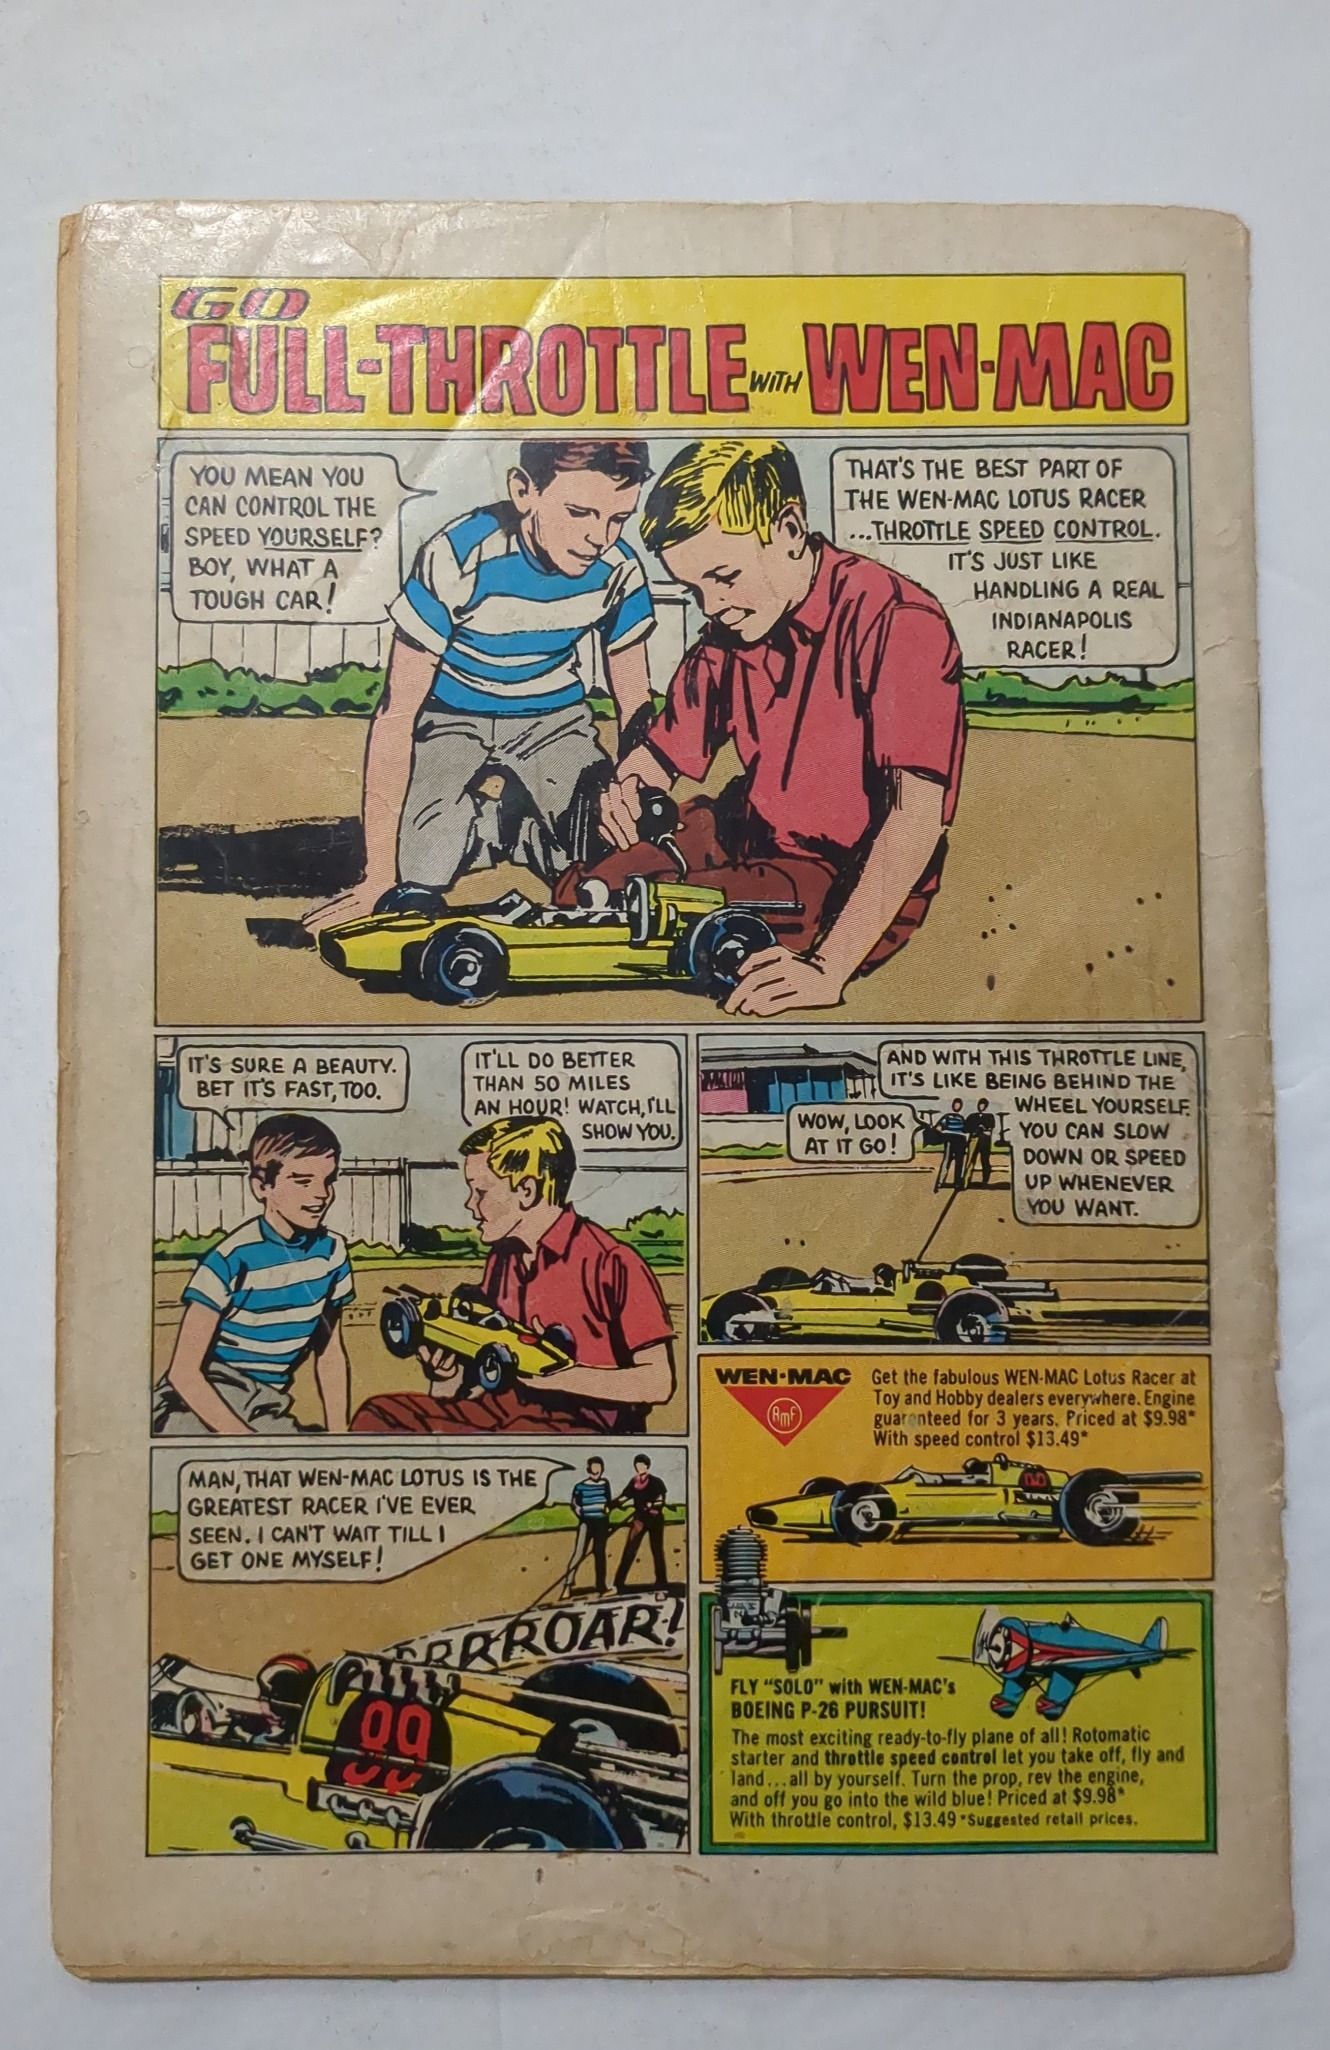 GO
FULL-THROTTLE WITH WEN-MAC
YOU MEAN YOU
CAN CONTROL THE
SPEED YOURSELF?
BOY, WHAT A
TOUGH CAR!
THAT'S THE BEST PART OF
THE WEN-MAC LOTUS RACER
...THROTTLE SPEED CONTROL.
IT'S JUST LIKE
HANDLING A REAL
INDIANAPOLIS
RACER!
IT'S SURE A BEAUTY.
BET IT'S FAST, TOO.
IT'LL DO BETTER
THAN 50 MILES
AN HOUR! WATCH, I'LL
SHOW YOU.
WOW, LOOK
AT IT GO!
AND WITH THIS THROTTLE LINE,
IT'S LIKE BEING BEHIND THE
WHEEL YOURSELF.
YOU CAN SLOW
DOWN OR SPEED
UP WHENEVER
YOU WANT.
MAN, THAT WEN-MAC LOTUS IS THE
GREATEST RACER I'VE EVER
SEEN. I CAN'T WAIT TILL I
GET ONE MYSELF!
RRRROAR!
99
WEN-MAC
AMF
Get the fabulous WEN-MAC Lotus Racer at
Toy and Hobby dealers everywhere. Engine
guaranteed for 3 years. Priced at $9.98*
With speed control $13.49*
FLY "SOLO" with WEN-MAC's
BOEING P-26 PURSUIT!
The most exciting ready-to-fly plane of all! Rotomatic
starter and throttle speed control let you take off, fly and
land...all by yourself. Turn the prop, rev the engine,
and off you go into the wild blue! Priced at $9.98*
With throttle control, $13.49 *Suggested retail prices.